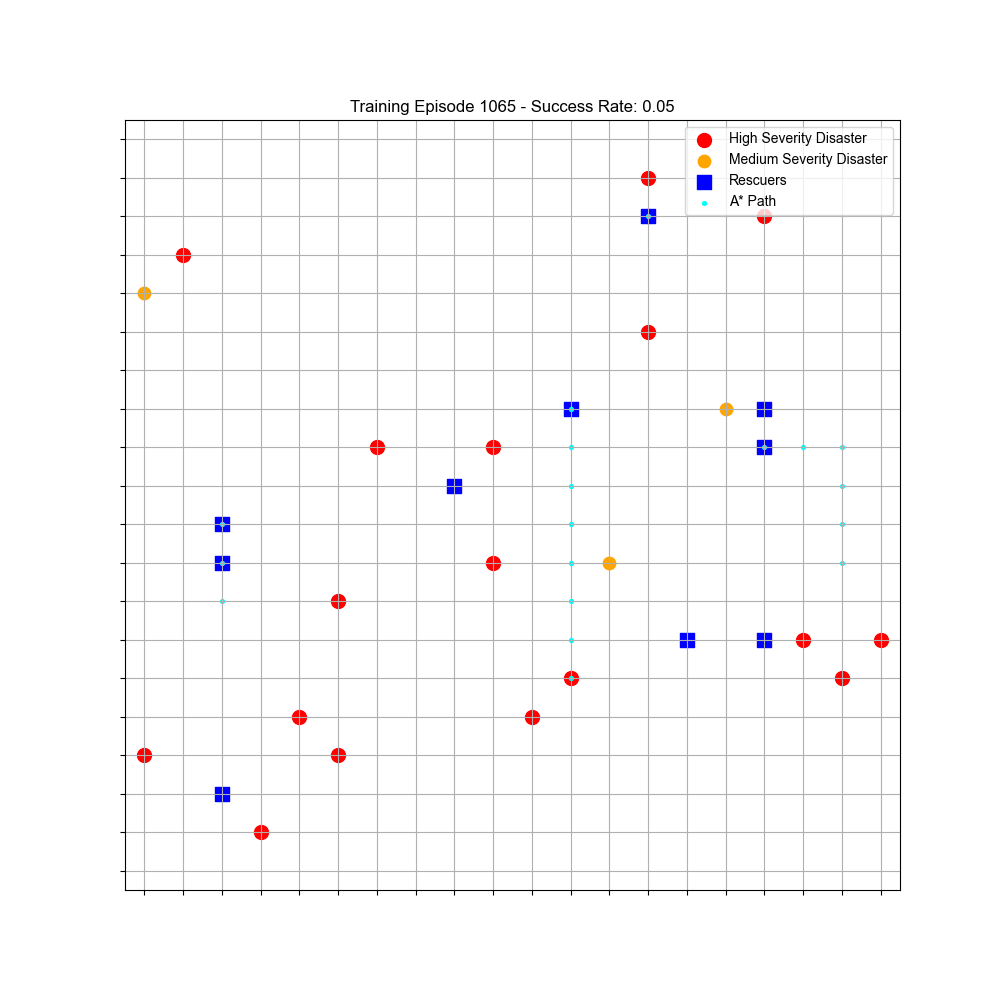 Training Episode 1065 - Success Rate: 0.05
High Severity Disaster
Medium Severity Disaster
Rescuers
A* Path